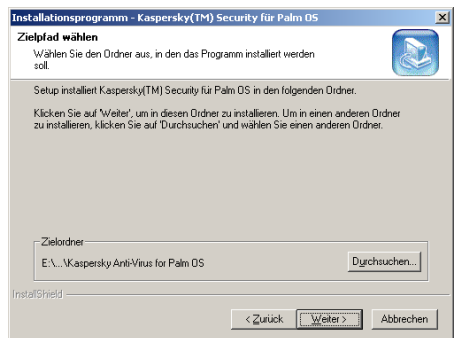 Installationsprogramm - Kaspersky(TM) Security für Palm OS
Zielpfad wählen
Wählen Sie den Ordner aus, in den das Programm installiert werden
soll.
Setup installiert Kaspersky(TM) Security für Palm OS in den folgenden Ordner.
Klicken Sie auf 'Weiter', um in diesen Ordner zu installieren. Um in einen anderen Ordner
zu installieren, klicken Sie auf 'Durchsuchen' und wählen Sie einen anderen Ordner.
Zielordner
E:\...\Kaspersky Anti-Virus for Palm OS
Durchsuchen...
InstallShield
< Zurück
Weiter >
Abbrechen